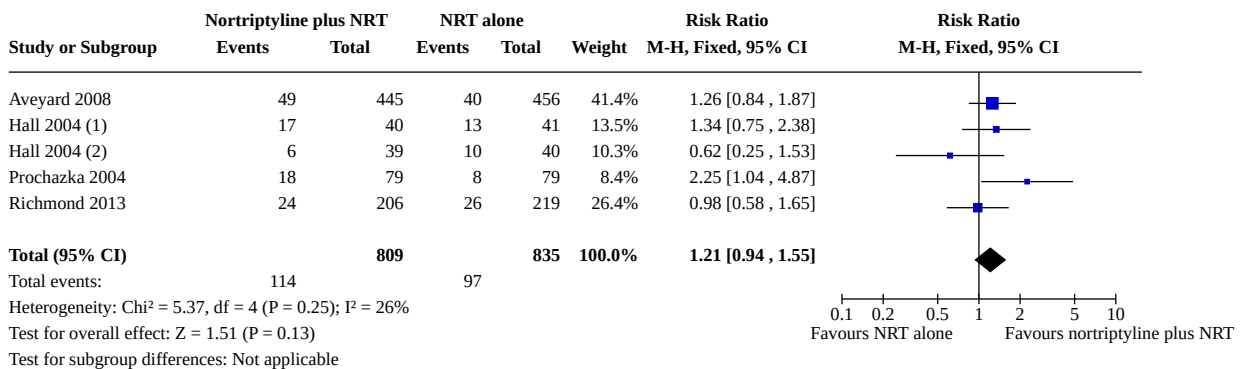 Nortriptyline plus NRT NRT alone Risk Ratio Risk Ratio
Study or Subgroup Events Total Events Total Weight M-H, Fixed, 95% CI M-H, Fixed, 95% CI
Aveyard 2008 49 445 40 456 41.4% 1.26 [0.84 , 1.87]
Hall 2004 (1) 17 40 13 41 13.5% 1.34 [0.75 , 2.38]
Hall 2004 (2) 6 39 10 40 10.3% 0.62 [0.25 , 1.53]
Prochazka 2004 18 79 8 79 8.4% 2.25 [1.04 , 4.87]
Richmond 2013 24 206 26 219 26.4% 0.98 [0.58 , 1.65]
Total (95% CI) 809 835 100.0% 1.21 [0.94 , 1.55]
Total events: 114 97
Heterogeneity: Chi² = 5.37, df = 4 (P = 0.25); I² = 26%
0.1 0.2 0.5 1 2 5 10
Test for overall effect: Z = 1.51 (P = 0.13) Favours NRT alone Favours nortriptyline plus NRT
Test for subgroup differences: Not applicable